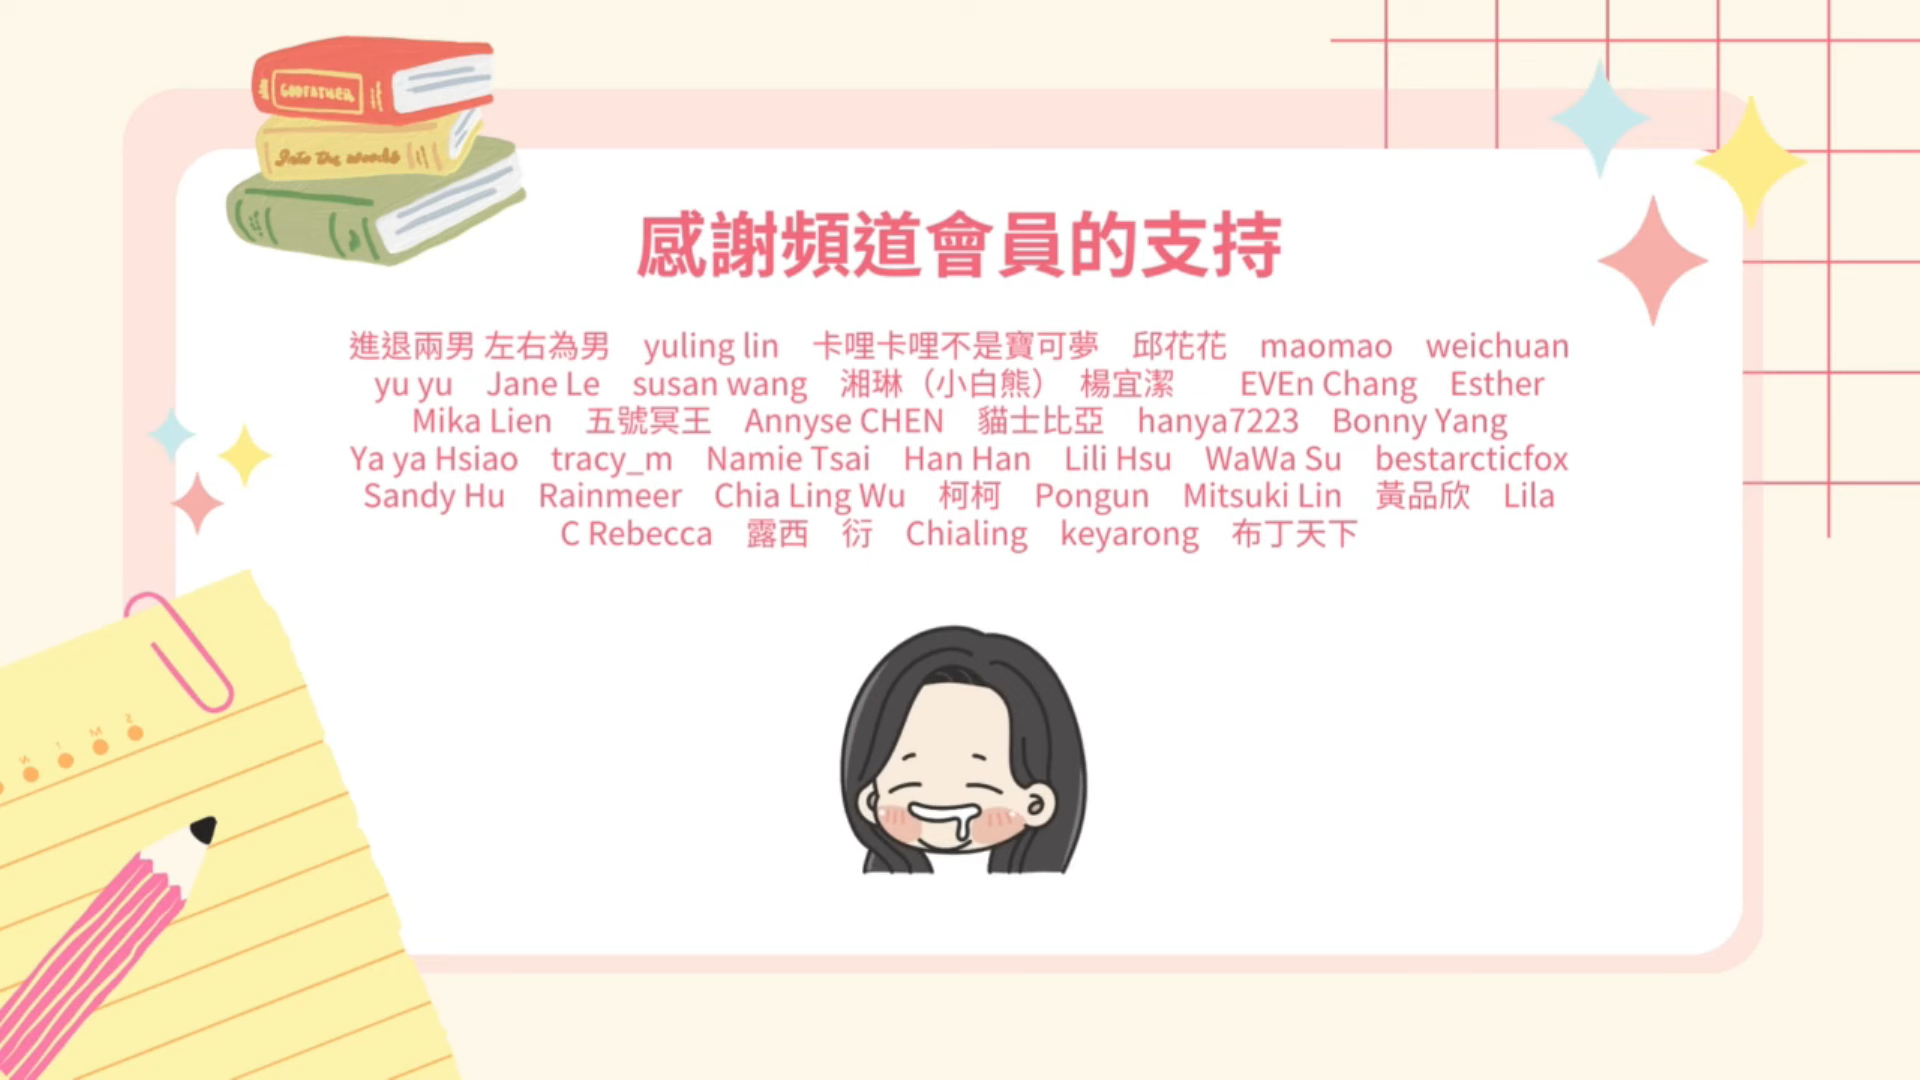 GODFATHER
Into the woods
感謝頻道會員的支持
進退兩男 左右為男 yuling lin 卡哩卡哩不是寶可夢 邱花花 maomao weichuan
yu yu Jane Le susan wang 湘琳（小白熊） 楊宜潔 EVEn Chang Esther
Mika Lien 五號冥王 Annyse CHEN 貓士比亞 hanya7223 Bonny Yang
Ya ya Hsiao tracy_m Namie Tsai Han Han Lili Hsu WaWa Su bestarcticfox
Sandy Hu Rainmeer Chia Ling Wu 柯柯 Pongun Mitsuki Lin 黃品欣 Lila
C Rebecca 露西 衍 Chialing keyarong 布丁天下